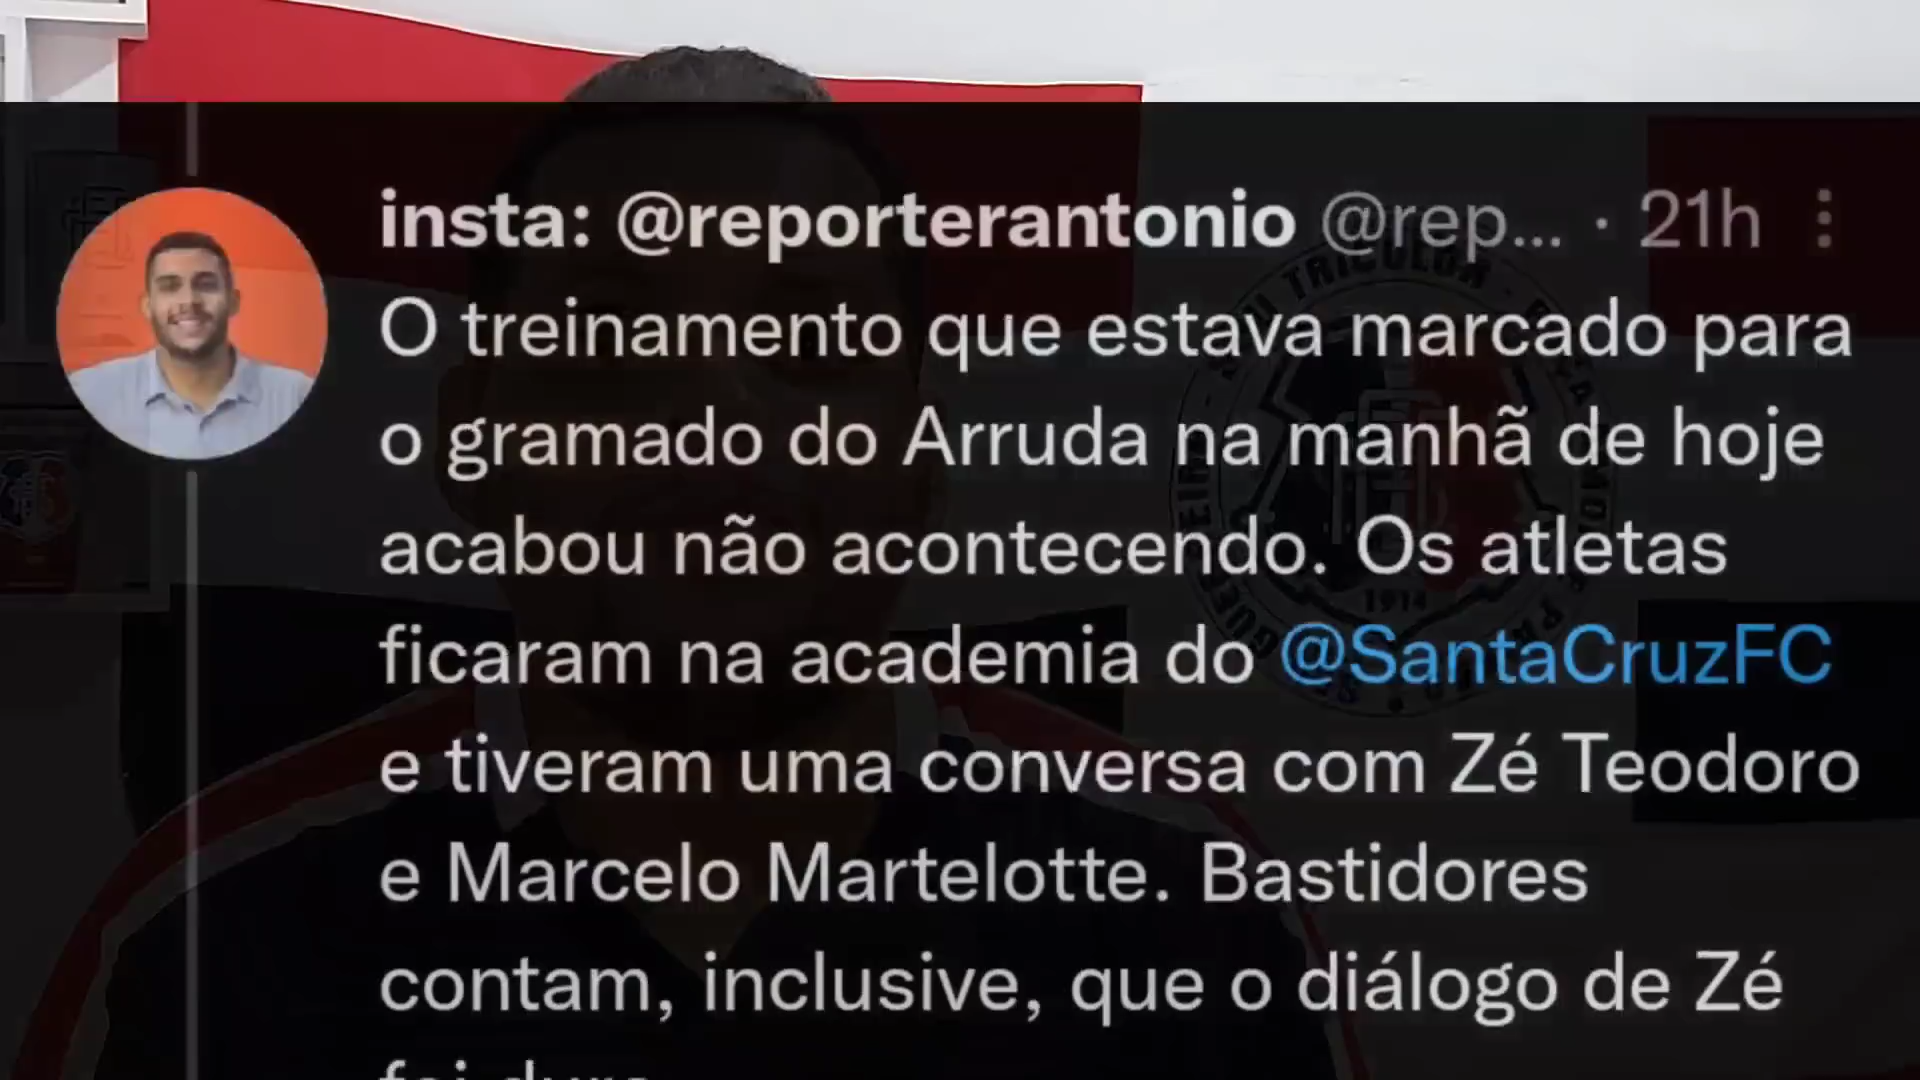 insta: @reporterantonio @rep... · 21h
O treinamento que estava marcado para
o gramado do Arruda na manhã de hoje
acabou não acontecendo. Os atletas
ficaram na academia do @SantaCruzFC
e tiveram uma conversa com Zé Teodoro
e Marcelo Martelotte. Bastidores
contam, inclusive, que o diálogo de Zé
1914